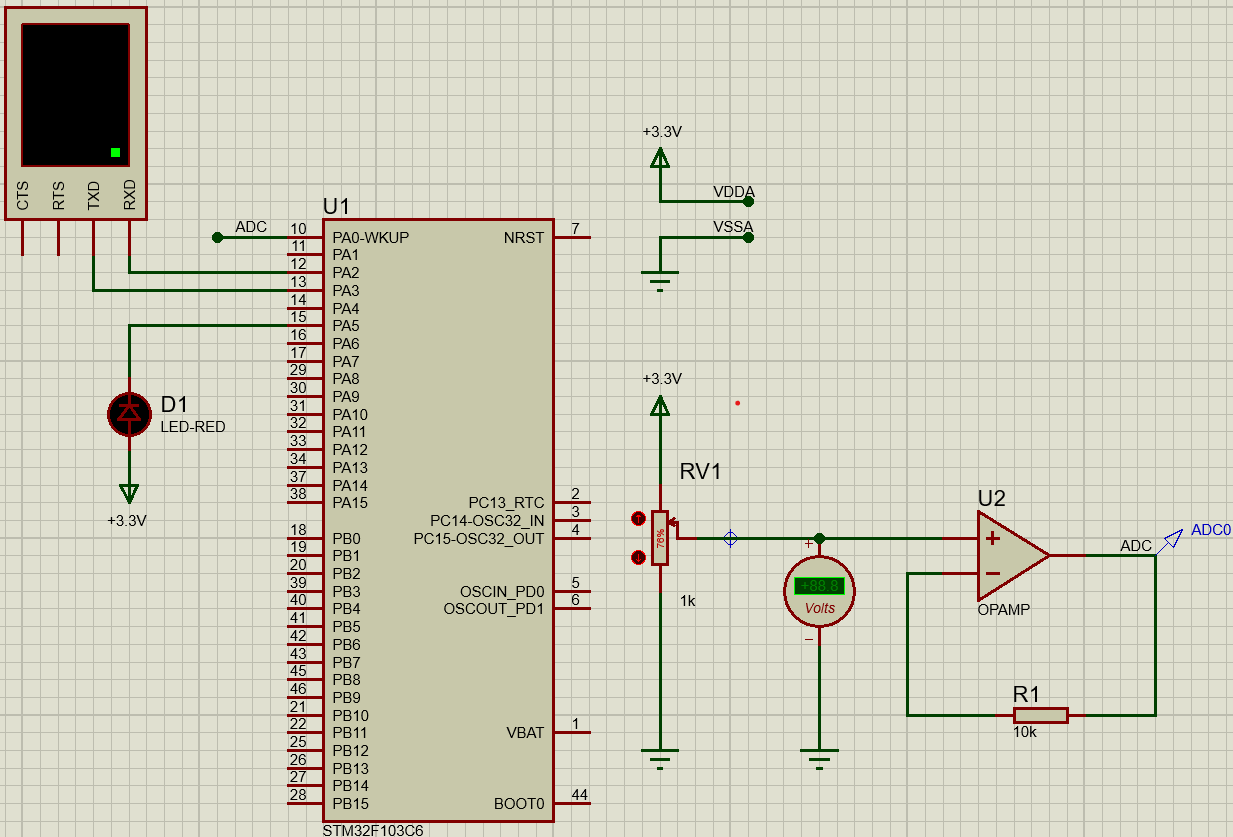 CTS
RTS
TXD
RXD
U1
ADC
10 PA0-WKUP
11 PA1
12 PA2
13 PA3
14 PA4
15 PA5
16 PA6
17 PA7
29 PA8
30 PA9
31 PA10
32 PA11
33 PA12
34 PA13
37 PA14
38 PA15
18 PB0
19 PB1
20 PB2
39 PB3
40 PB4
41 PB5
42 PB6
43 PB7
45 PB8
46 PB9
21 PB10
22 PB11
25 PB12
26 PB13
27 PB14
28 PB15
NRST 7
PC13_RTC 2
PC14-OSC32_IN 3
PC15-OSC32_OUT 4
OSCIN_PD0 5
OSCOUT_PD1 6
VBAT 1
BOOT0 44
STM32F103C6
D1
LED-RED
+3.3V
+3.3V
VDDA
VSSA
+3.3V
RV1
76%
1k
+
+88.8
Volts
−
U2
+
−
OPAMP
ADC
ADC0
R1
10k